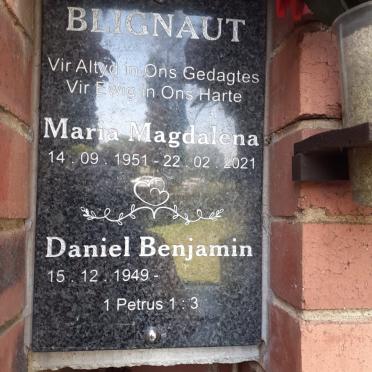 BLIGNAUT
Vir Altyd in Ons Gedagtes
Vir Ewig in Ons Harte
Maria Magdalena
14 . 09 . 1951 - 22 . 02 . 2021
Daniel Benjamin
15 . 12 . 1949 -
1 Petrus 1 : 3